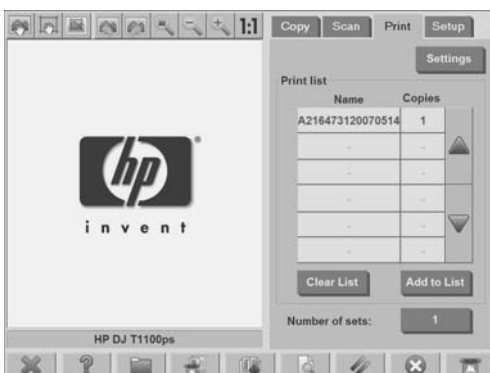 1:1
Copy Scan Print Setup
Settings
Print list
Name Copies
A216473120070514 1
hp
invent
Clear List Add to List
Number of sets: 1
HP DJ T1100ps
?